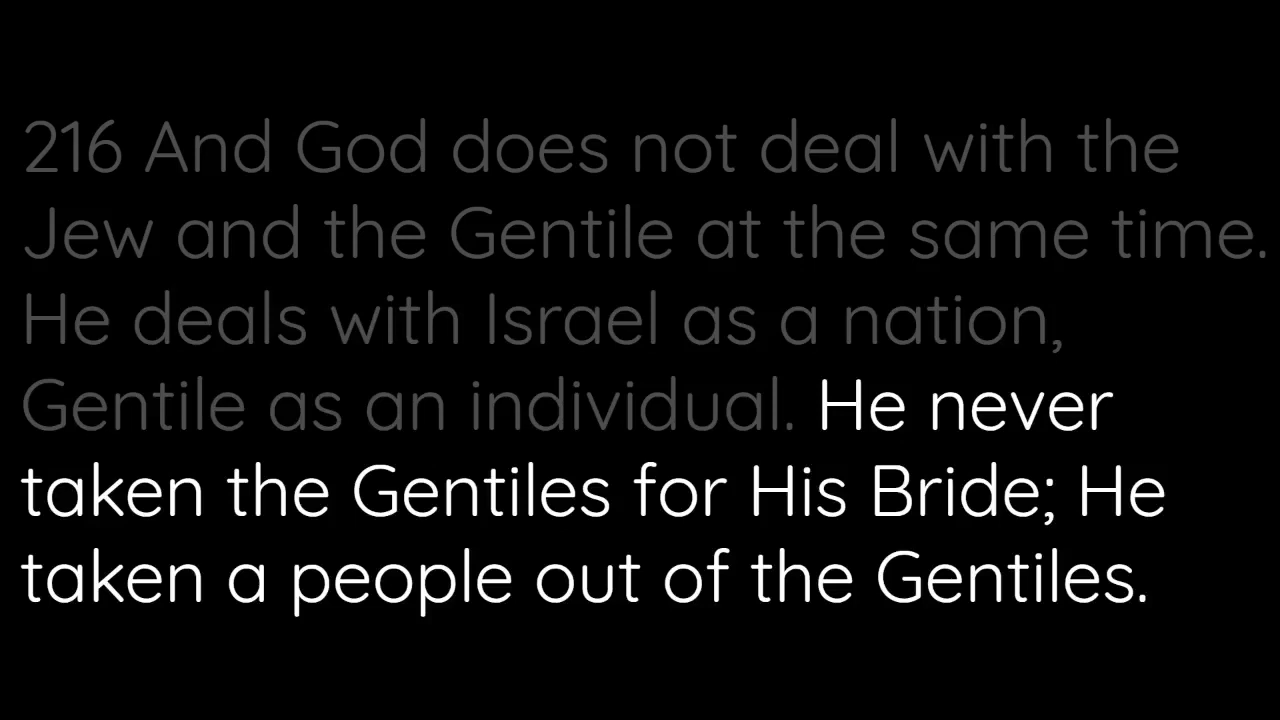 216 And God does not deal with the
Jew and the Gentile at the same time.
He deals with Israel as a nation,
Gentile as an individual. He never
taken the Gentiles for His Bride; He
taken a people out of the Gentiles.